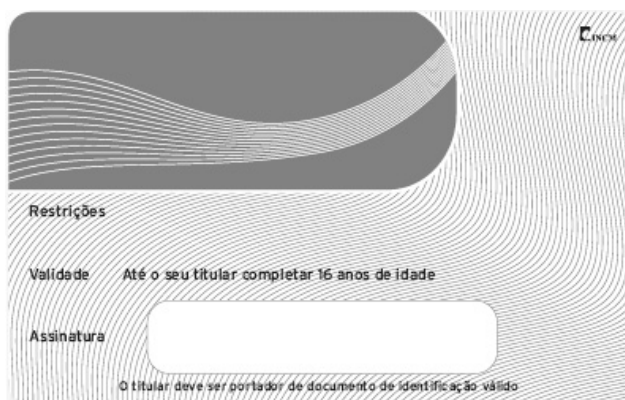 INCM
Restrições
Validade Até o seu titular completar 16 anos de idade
Assinatura
O titular deve ser portador de documento de identificação válido